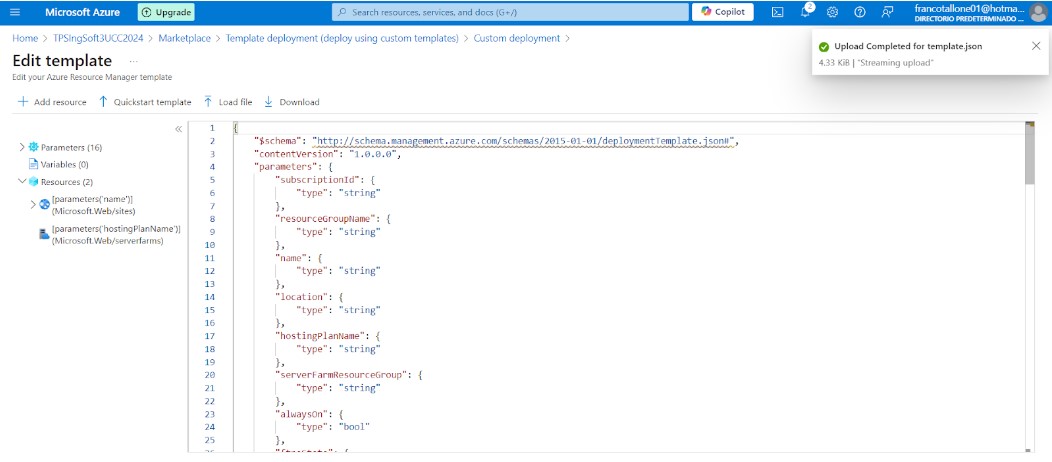 Microsoft Azure
Upgrade
Search resources, services, and docs (G+/)
Copilot
2
francotallone01@hotma...
DIRECTORIO PREDETERMINADO ...
Home > TPSIngSoft3UCC2024 > Marketplace > Template deployment (deploy using custom templates) > Custom deployment >
Edit template ...
Edit your Azure Resource Manager template
Upload Completed for template.json
4.33 KiB | "Streaming upload"
Add resource
Quickstart template
Load file
Download
Parameters (16)
Variables (0)
Resources (2)
[parameters('name')]
(Microsoft.Web/sites)
[parameters('hostingPlanName')]
(Microsoft.Web/serverfarms)
1 {
2 "$schema": "http://schema.management.azure.com/schemas/2015-01-01/deploymentTemplate.json#",
3 "contentVersion": "1.0.0.0",
4 "parameters": {
5 "subscriptionId": {
6 "type": "string"
7 },
8 "resourceGroupName": {
9 "type": "string"
10 },
11 "name": {
12 "type": "string"
13 },
14 "location": {
15 "type": "string"
16 },
17 "hostingPlanName": {
18 "type": "string"
19 },
20 "serverFarmResourceGroup": {
21 "type": "string"
22 },
23 "alwaysOn": {
24 "type": "bool"
25 },